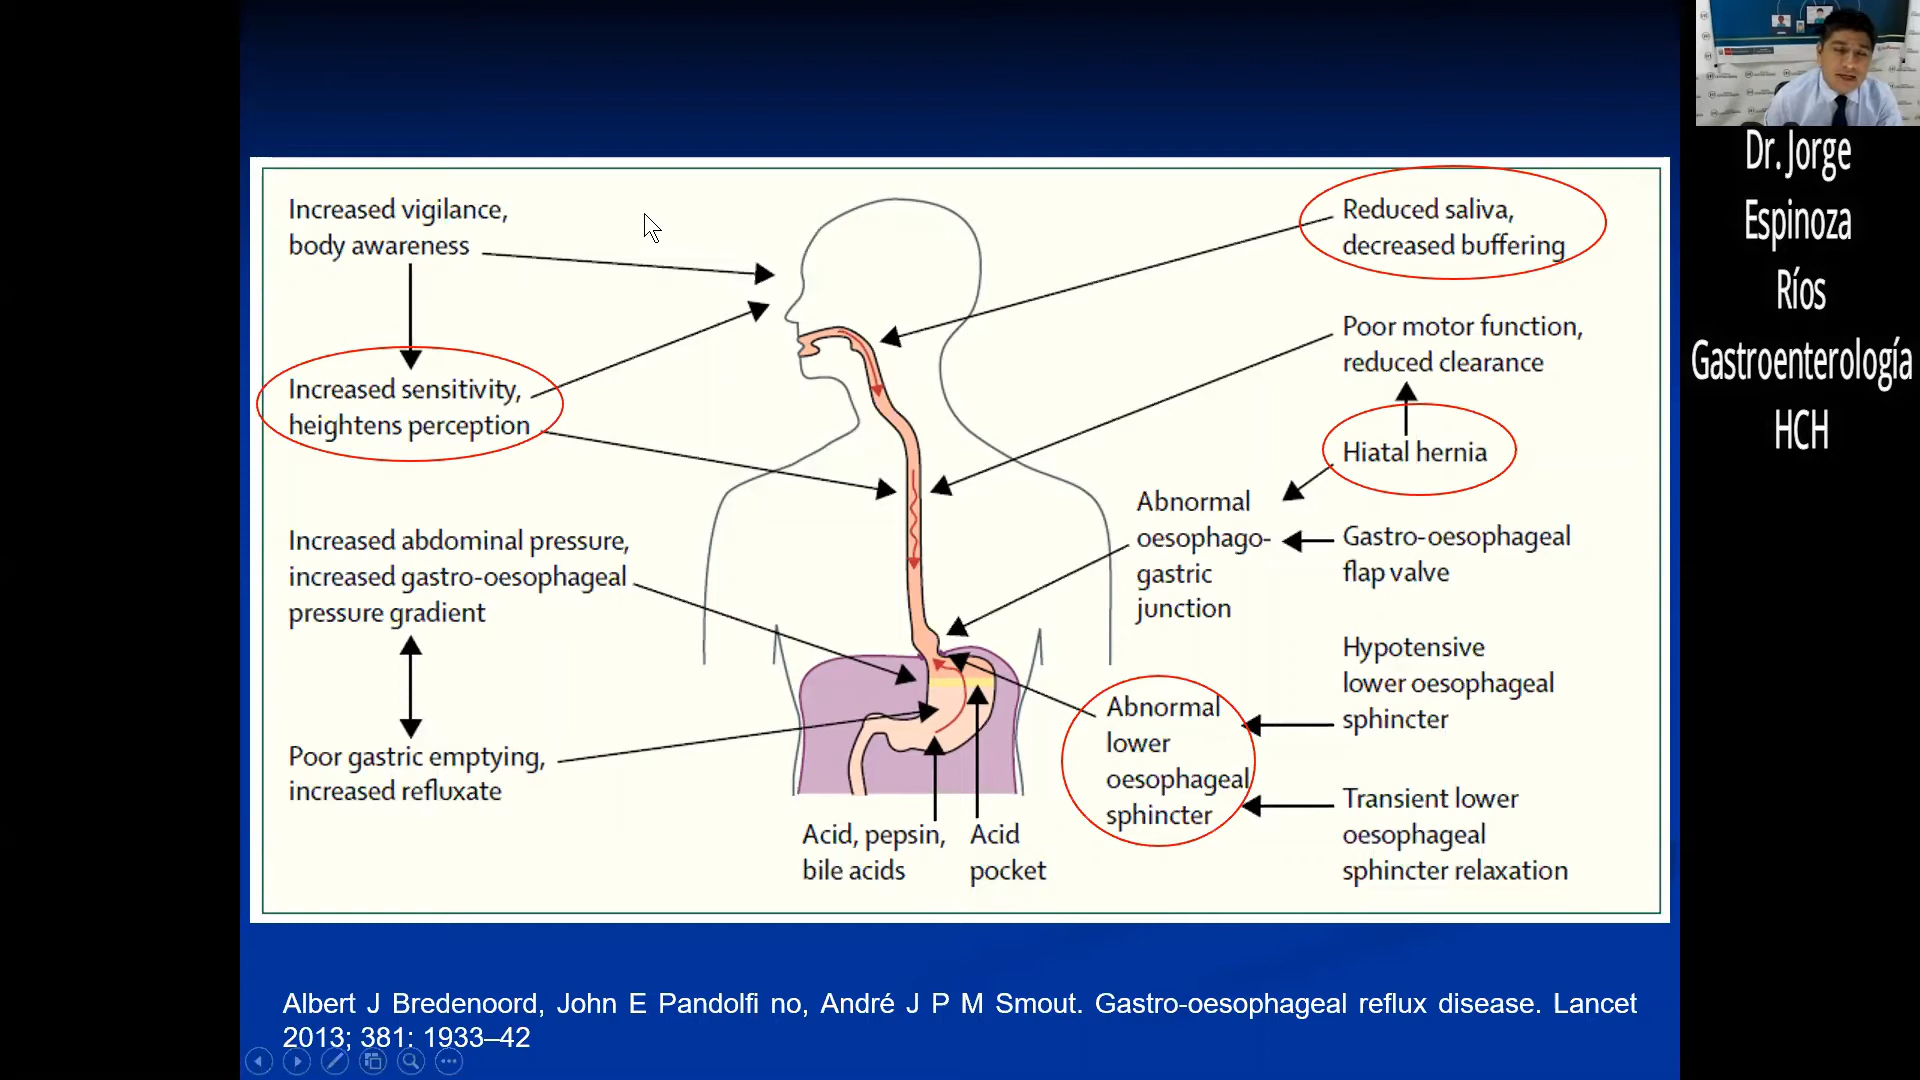 Increased vigilance,
body awareness
Increased sensitivity,
heightens perception
Increased abdominal pressure,
increased gastro-oesophageal
pressure gradient
Poor gastric emptying,
increased refluxate
Acid, pepsin,
bile acids
Acid
pocket
Reduced saliva,
decreased buffering
Poor motor function,
reduced clearance
Hiatal hernia
Abnormal
oesophago-
gastric
junction
Gastro-oesophageal
flap valve
Hypotensive
lower oesophageal
sphincter
Abnormal
lower
oesophageal
sphincter
Transient lower
oesophageal
sphincter relaxation
Albert J Bredenoord, John E Pandolfi no, André J P M Smout. Gastro-oesophageal reflux disease. Lancet
2013; 381: 1933–42
Dr. Jorge
Espinoza
Ríos
Gastroenterología
HCH